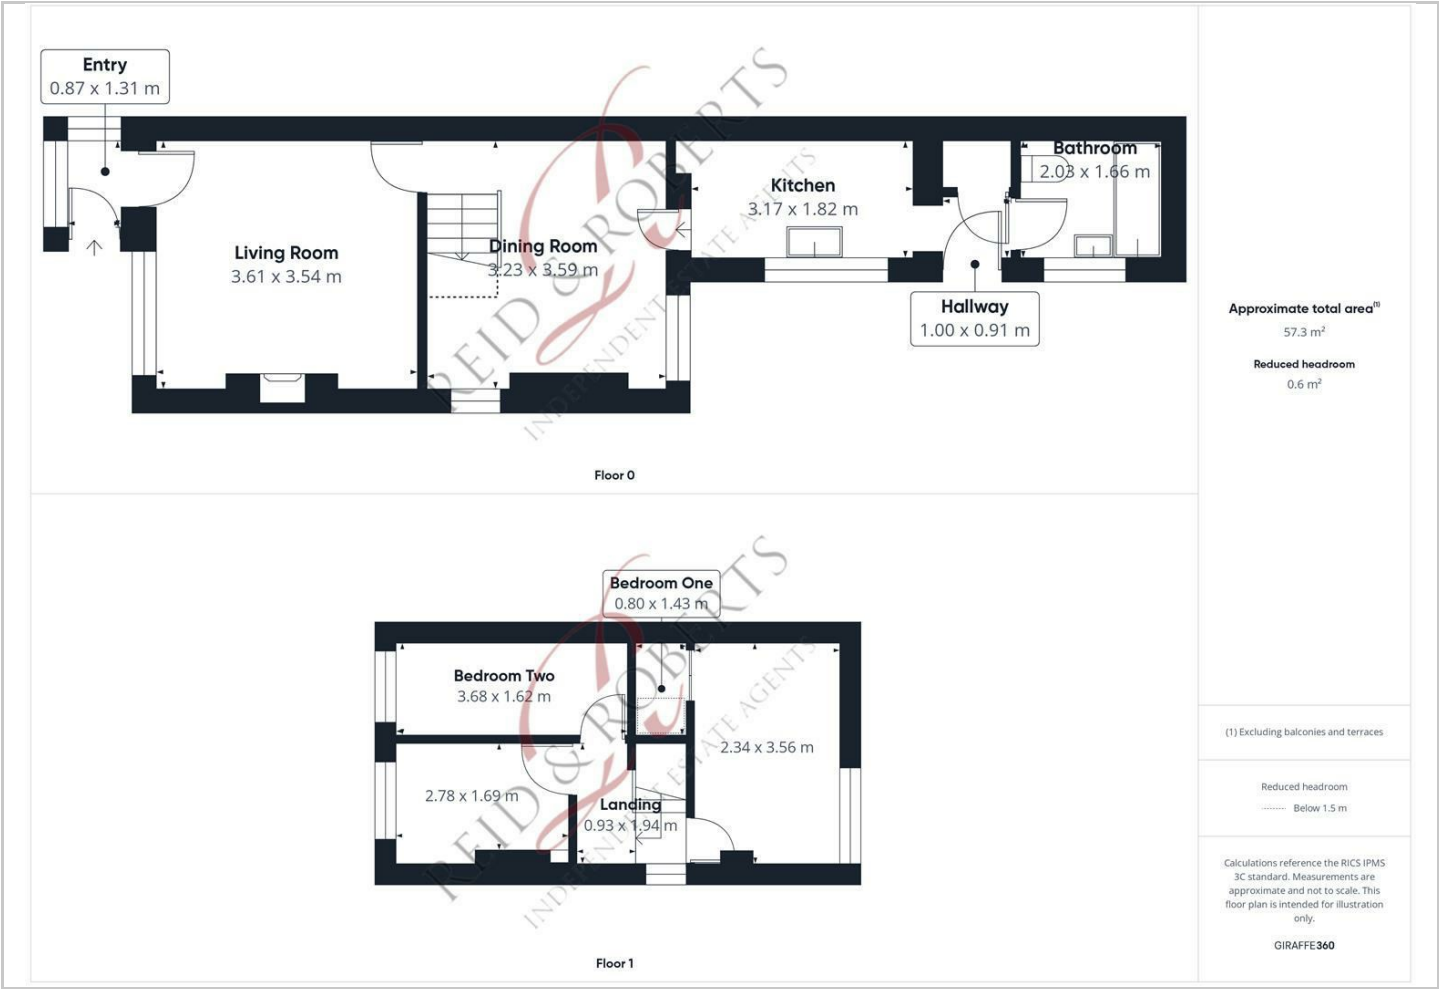 Entry
0.87 x 1.31 m
Living Room
3.61 x 3.54 m
Dining Room
3.23 x 3.59 m
Kitchen
3.17 x 1.82 m
Bathroom
2.03 x 1.66 m
Hallway
1.00 x 0.91 m
REID & ROBERTS
INDEPENDENT ESTATE AGENTS
Floor 0
Bedroom One
0.80 x 1.43 m
Bedroom Two
3.68 x 1.62 m
2.34 x 3.56 m
2.78 x 1.69 m
Landing
0.93 x 1.94 m
REID & ROBERTS
INDEPENDENT ESTATE AGENTS
Floor 1
Approximate total area(1)
57.3 m²
Reduced headroom
0.6 m²
(1) Excluding balconies and terraces
Reduced headroom
Below 1.5 m
Calculations reference the RICS IPMS
3C standard. Measurements are
approximate and not to scale. This
floor plan is intended for illustration
only.
GIRAFFE360